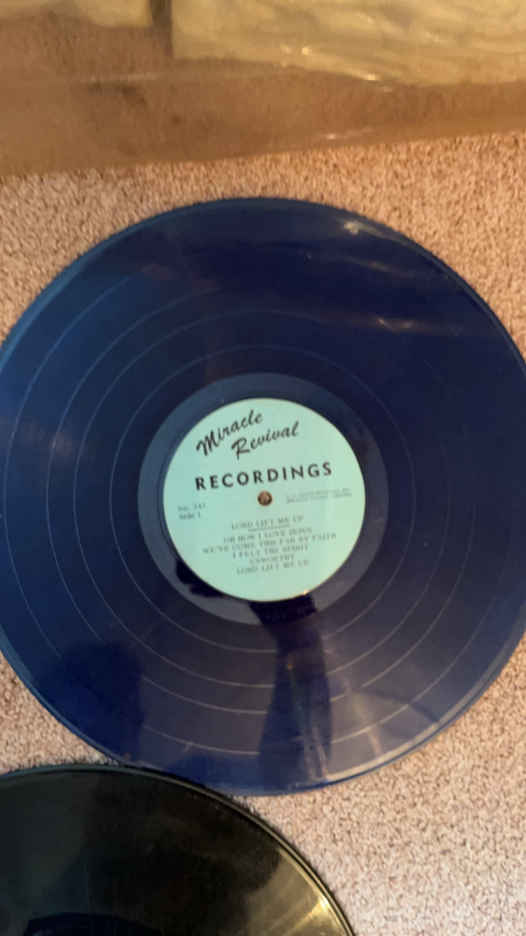 Miracle
Revival
RECORDINGS
Side 1
LORD LIFT ME UP
OH HOW I LOVE JESUS
WE'VE COME THIS FAR BY FAITH
I FEEL THE SPIRIT
UNWORTHY
LORD LIFT ME UP